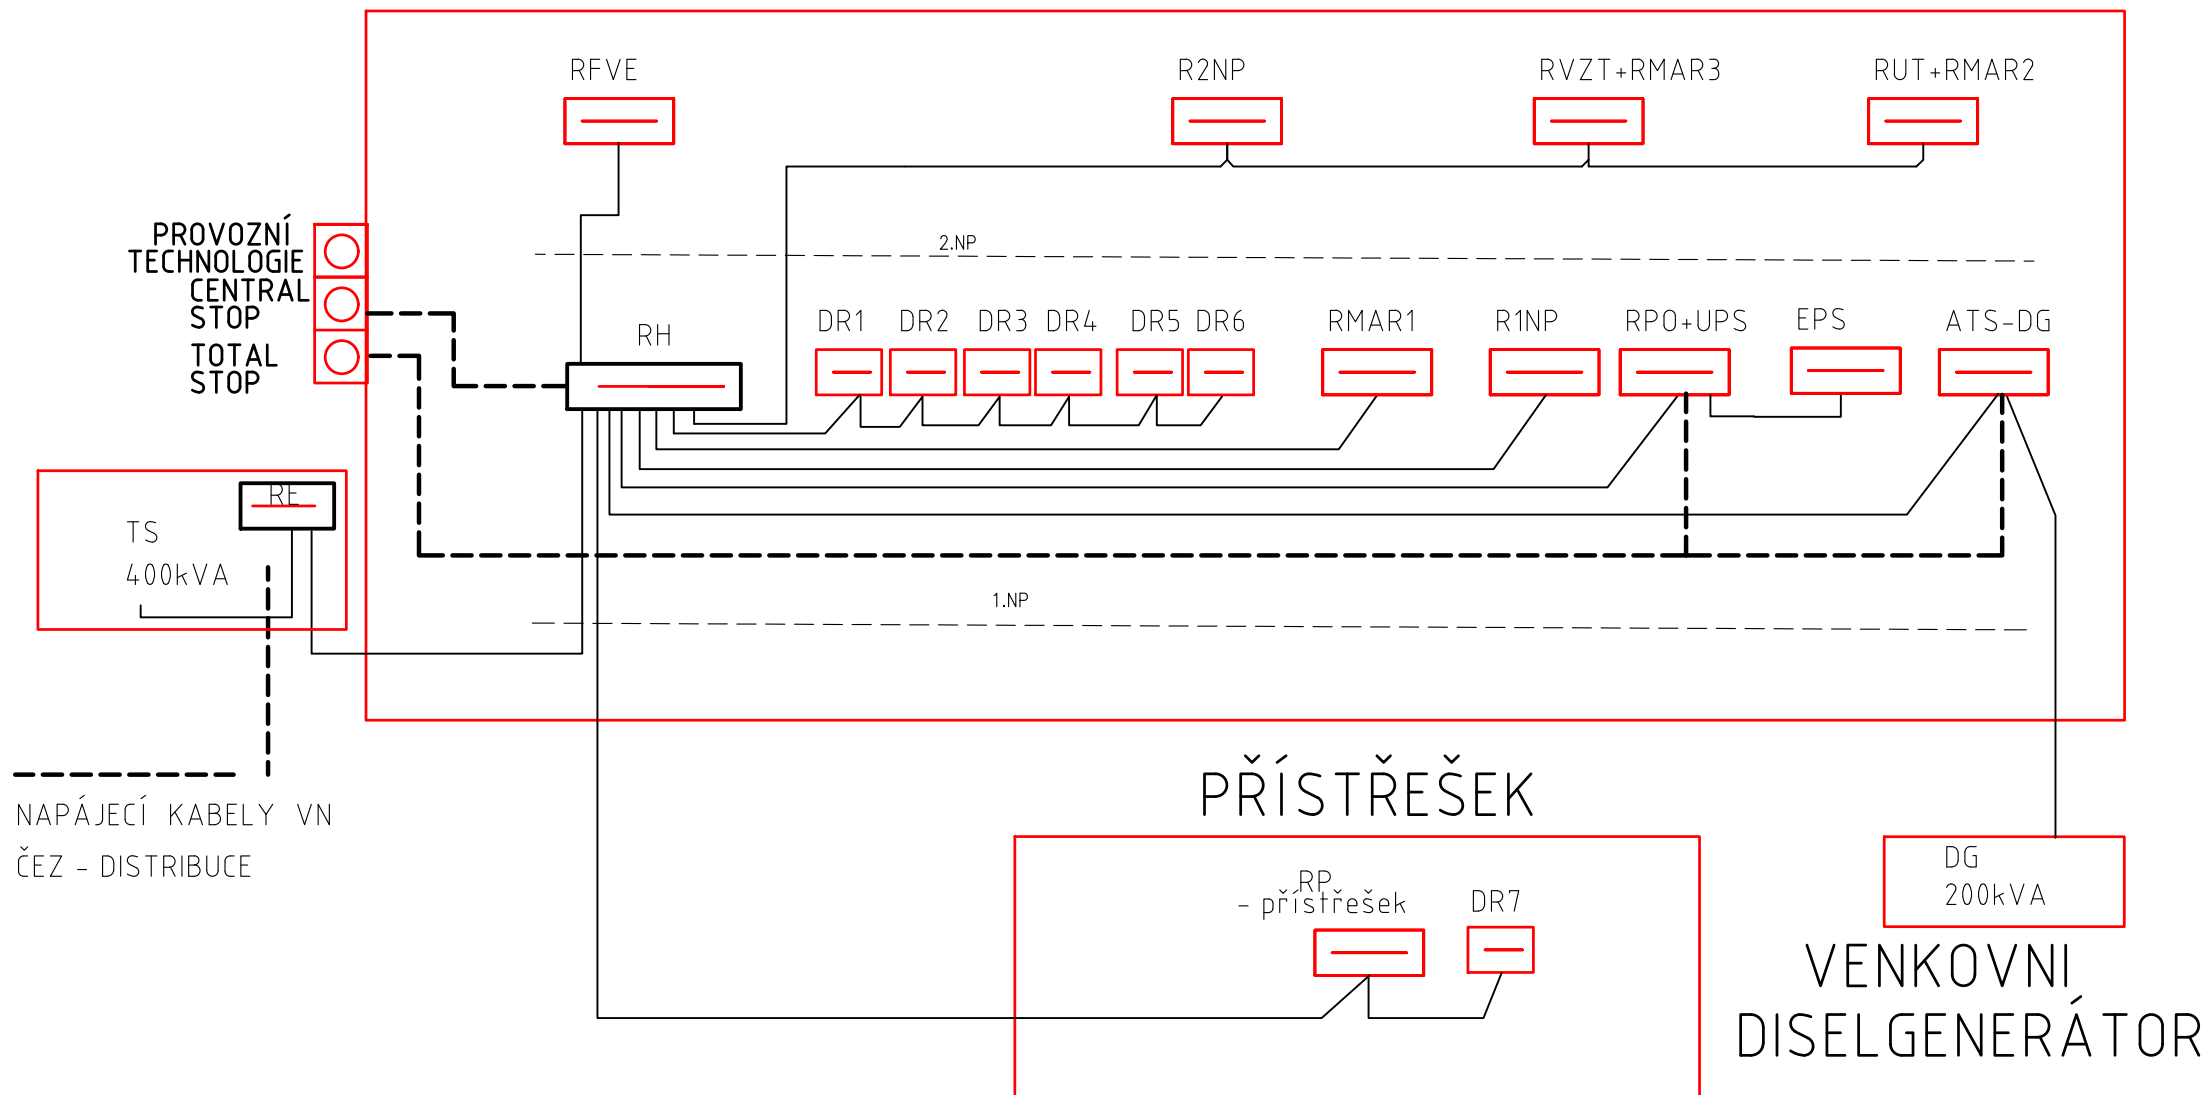 RFVE
R2NP
RVZT+RMAR3
RUT+RMAR2
PROVOZNÍ
TECHNOLOGIE
CENTRAL
STOP
TOTAL
STOP
2.NP
RH
DR1
DR2
DR3
DR4
DR5
DR6
RMAR1
R1NP
RPO+UPS
EPS
ATS-DG
RE
TS
400kVA
1.NP
NAPÁJECÍ KABELY VN
ČEZ - DISTRIBUCE
PŘÍSTŘEŠEK
RP
- přístřešek
DR7
DG
200kVA
VENKOVNI
DISELGENERÁTOR